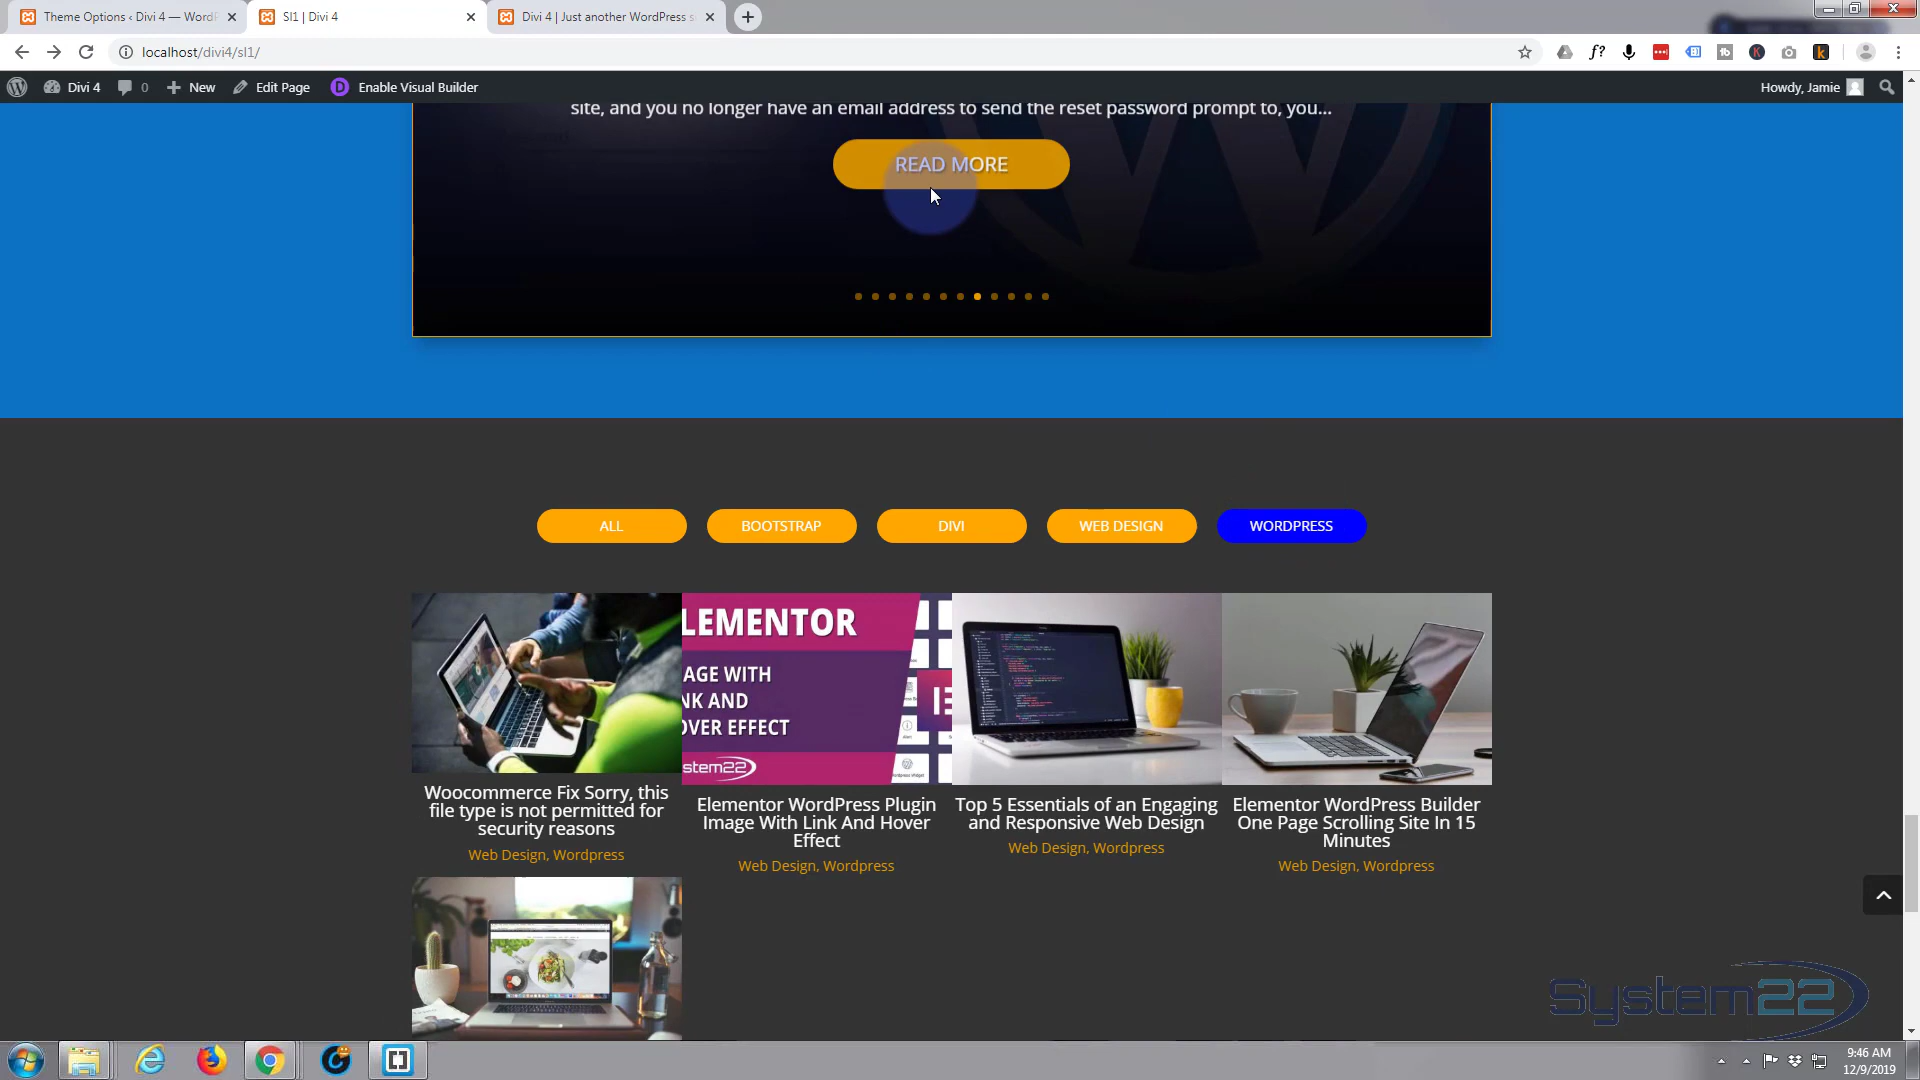 Theme Options ‹ Divi 4 — WordP
Sl1 | Divi 4
Divi 4 | Just another WordPress s
localhost/divi4/sl1/
Divi 4
0
New
Edit Page
Enable Visual Builder
Howdy, Jamie
site, and you no longer have an email address to send the reset password prompt to, you...
READ MORE
ALL
BOOTSTRAP
DIVI
WEB DESIGN
WORDPRESS
LEMENTOR
AGE WITH
NK AND
OVER EFFECT
stem22
Woocommerce Fix Sorry, this
file type is not permitted for
security reasons
Web Design, Wordpress
Elementor WordPress Plugin
Image With Link And Hover
Effect
Web Design, Wordpress
Top 5 Essentials of an Engaging
and Responsive Web Design
Web Design, Wordpress
Elementor WordPress Builder
One Page Scrolling Site In 15
Minutes
Web Design, Wordpress
System22
9:46 AM
12/9/2019